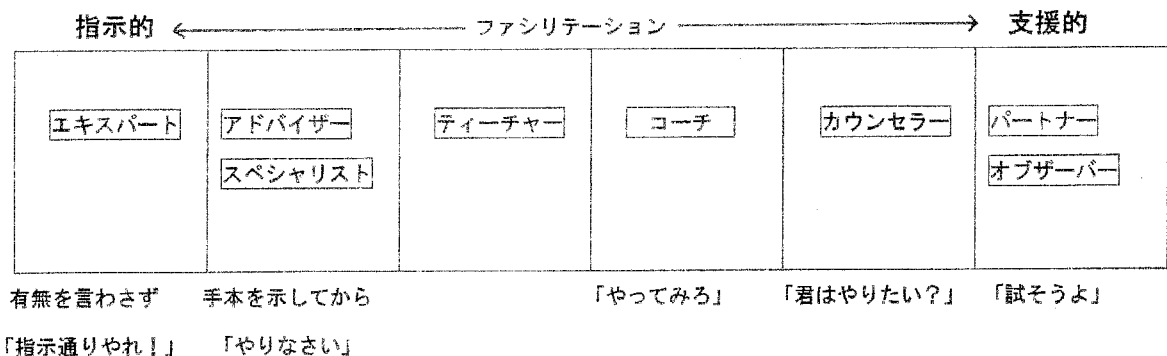 指示的 ← ファシリテーション → 支援的
エキスパート アドバイザー ティーチャー コーチ カウンセラー パートナー
スペシャリスト オブザーバー
有無を言わさず 手本を示してから 「やってみろ」 「君はやりたい?」 「試そうよ」
「指示通りやれ!」 「やりなさい」